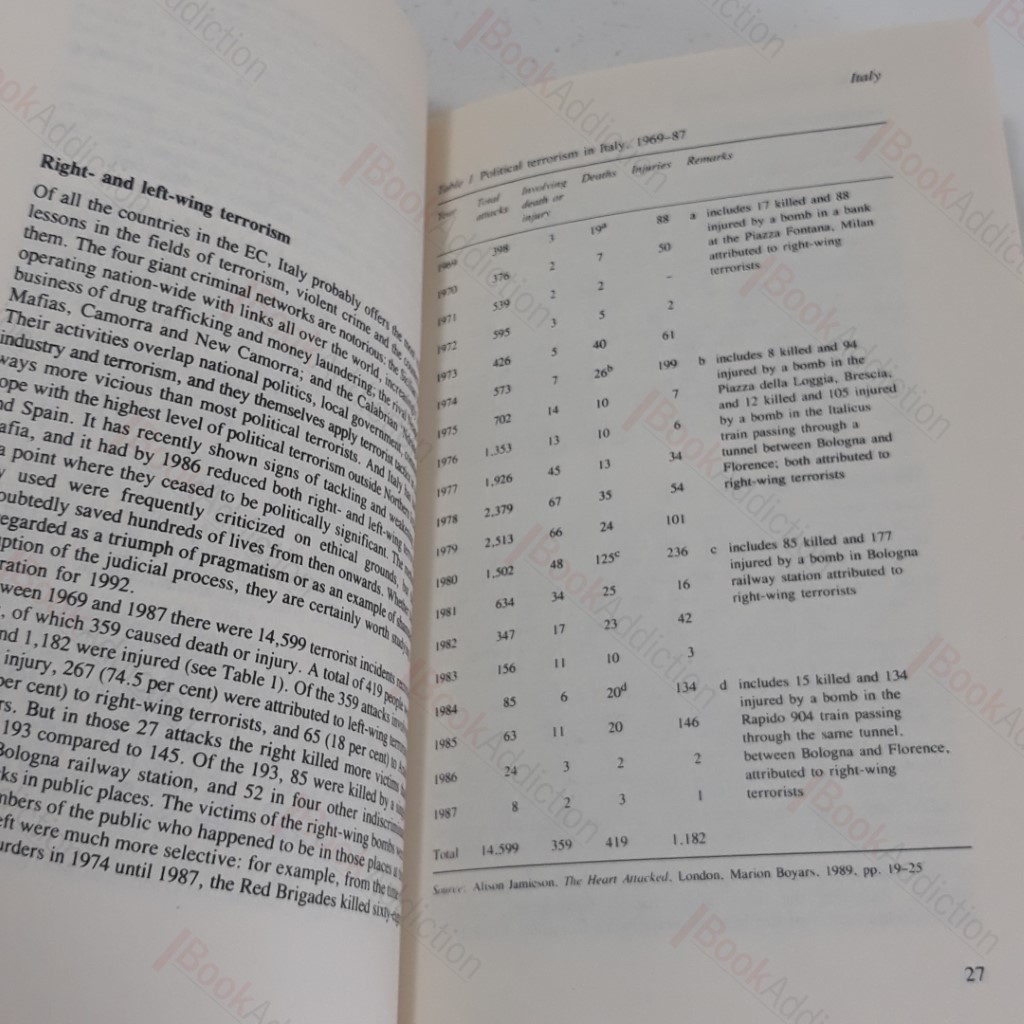 Right- and left-wing terrorism
Of all the countries in the EC, Italy probably offers the most
lessons in the fields of terrorism, violent crime and the
them. The four giant criminal networks are notorious: the
operating nation-wide with links all over the world, increasingly
business of drug trafficking and money laundering; the rival
Mafias, Camorra and New Camorra; and the Calabrian
Their activities overlap national politics, local government,
industry and terrorism, and they themselves apply terrorist tactics
ways more vicious than most political terrorists. And Italy
ope with the highest level of political terrorism outside Northern
nd Spain. It has recently shown signs of tackling and
afia, and it had by 1986 reduced both right- and left-wing
a point where they ceased to be politically significant. The
y used were frequently criticized on ethical grounds, but
oubtedly saved hundreds of lives from then onwards. Whether
regarded as a triumph of pragmatism or as an example of
ption of the judicial process, they are certainly worth
ration for 1992.
tween 1969 and 1987 there were 14,599 terrorist incidents
, of which 359 caused death or injury. A total of 419 people
nd 1,182 were injured (see Table 1). Of the 359 attacks
injury, 267 (74.5 per cent) were attributed to left-wing
per cent) to right-wing terrorists, and 65 (18 per cent) to
rs. But in those 27 attacks the right killed more victims
193 compared to 145. Of the 193, 85 were killed by a
Bologna railway station, and 52 in four other
ks in public places. The victims of the right-wing bombs
mbers of the public who happened to be in those places
eft were much more selective: for example, from the time
urders in 1974 until 1987, the Red Brigades killed
Italy
Table 1 Political terrorism in Italy, 1969–87
Year Total attacks Involving death or injury Deaths Injuries Remarks
1969 398 3 19a 88
1970 376 2 7 50
1971 539 2 2 –
1972 595 3 5 2
1973 426 5 40 61
1974 573 7 26b 199
1975 702 14 10 7
1976 1,353 13 10 6
1977 1,926 45 13 34
1978 2,379 67 35 54
1979 2,513 66 24 101
1980 1,502 48 125c 236
1981 634 34 25 16
1982 347 17 23 42
1983 156 11 10 3
1984 85 6 20d 134
1985 63 11 20 146
1986 24 3 2 2
1987 8 2 3 1
Total 14,599 359 419 1,182
a includes 17 killed and 88
injured by a bomb in a bank
at the Piazza Fontana, Milan
attributed to right-wing
terrorists
b includes 8 killed and 94
injured by a bomb in the
Piazza della Loggia, Brescia,
and 12 killed and 105 injured
by a bomb in the Italicus
train passing through a
tunnel between Bologna and
Florence; both attributed to
right-wing terrorists
c includes 85 killed and 177
injured by a bomb in Bologna
railway station attributed to
right-wing terrorists
d includes 15 killed and 134
injured by a bomb in the
Rapido 904 train passing
through the same tunnel,
between Bologna and Florence,
attributed to right-wing
terrorists
Source: Alison Jamieson, The Heart Attacked, London, Marion Boyars, 1989, pp. 19–25
27
BookAddiction